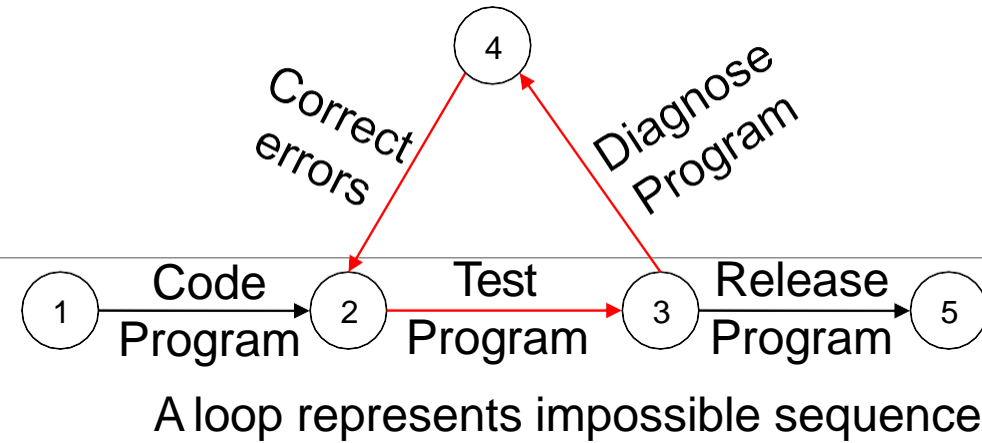 4
Correct
errors
Diagnose
Program
Code
Test
Release
1
2
3
5
Program
Program
Program
A loop represents impossible sequence